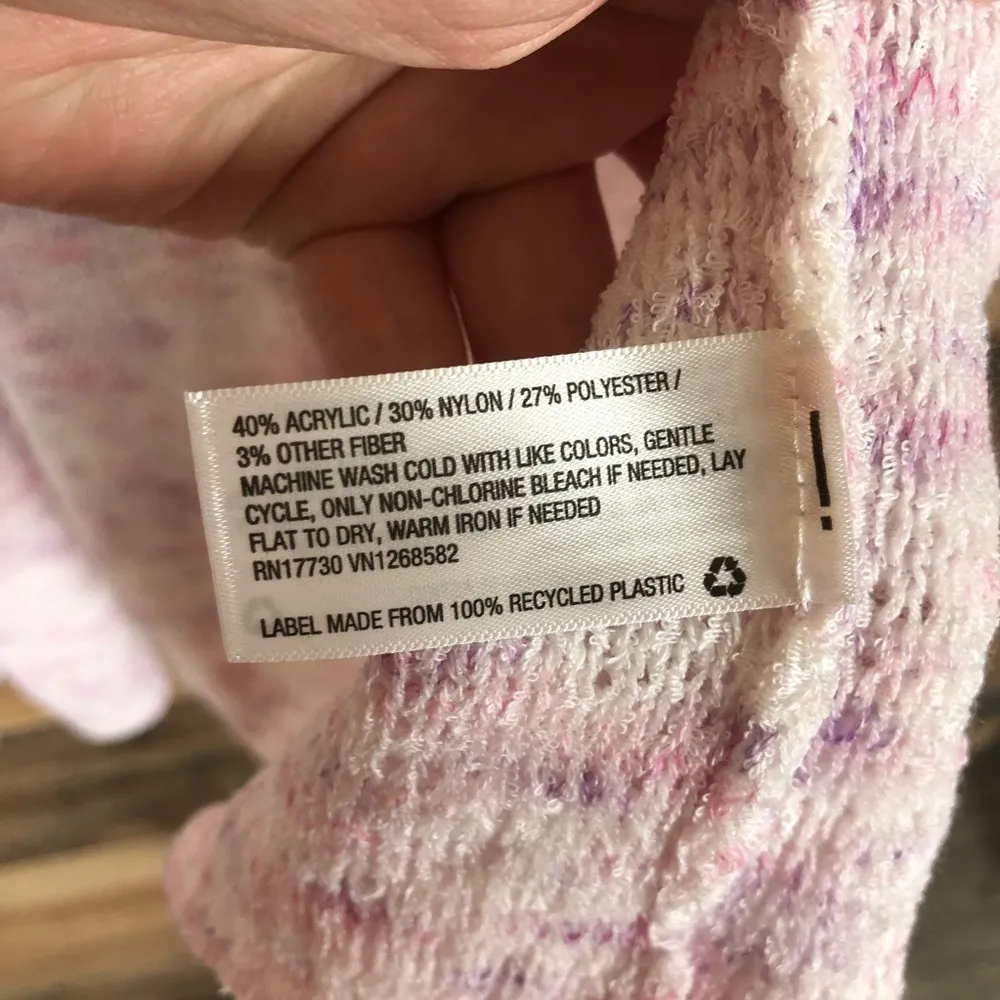 40% ACRYLIC / 30% NYLON / 27% POLYESTER /
3% OTHER FIBER
MACHINE WASH COLD WITH LIKE COLORS, GENTLE
CYCLE, ONLY NON-CHLORINE BLEACH IF NEEDED, LAY
FLAT TO DRY, WARM IRON IF NEEDED
RN17730 VN1268582
LABEL MADE FROM 100% RECYCLED PLASTIC